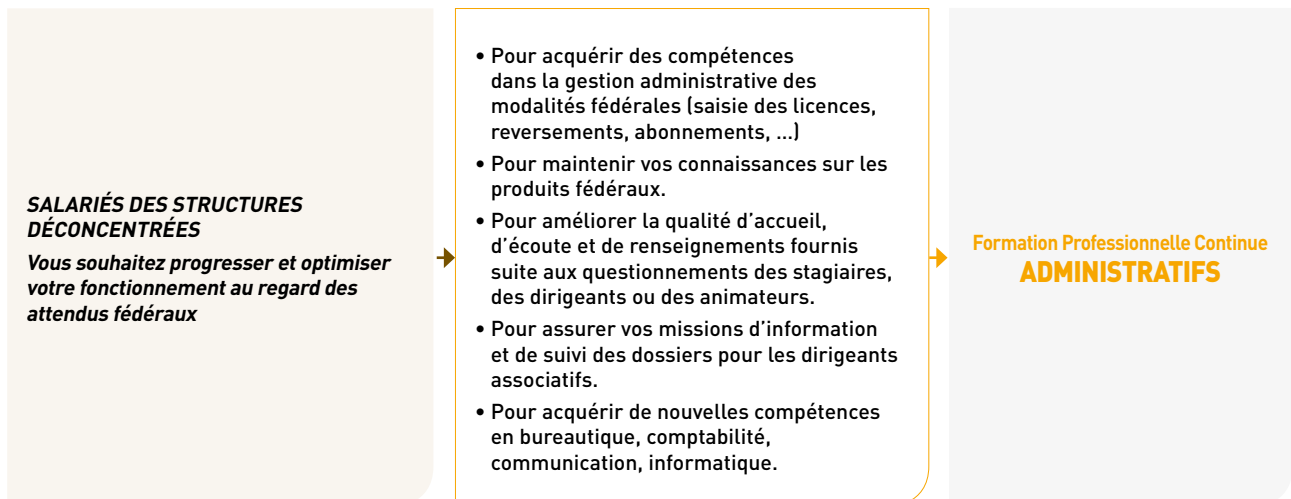 SALARIÉS DES STRUCTURES
DÉCONCENTRÉES
Vous souhaitez progresser et optimiser
votre fonctionnement au regard des
attendus fédéraux
• Pour acquérir des compétences
dans la gestion administrative des
modalités fédérales (saisie des licences,
reversements, abonnements, ...)
• Pour maintenir vos connaissances sur les
produits fédéraux.
• Pour améliorer la qualité d’accueil,
d’écoute et de renseignements fournis
suite aux questionnements des stagiaires,
des dirigeants ou des animateurs.
• Pour assurer vos missions d’information
et de suivi des dossiers pour les dirigeants
associatifs.
• Pour acquérir de nouvelles compétences
en bureautique, comptabilité,
communication, informatique.
Formation Professionnelle Continue
ADMINISTRATIFS